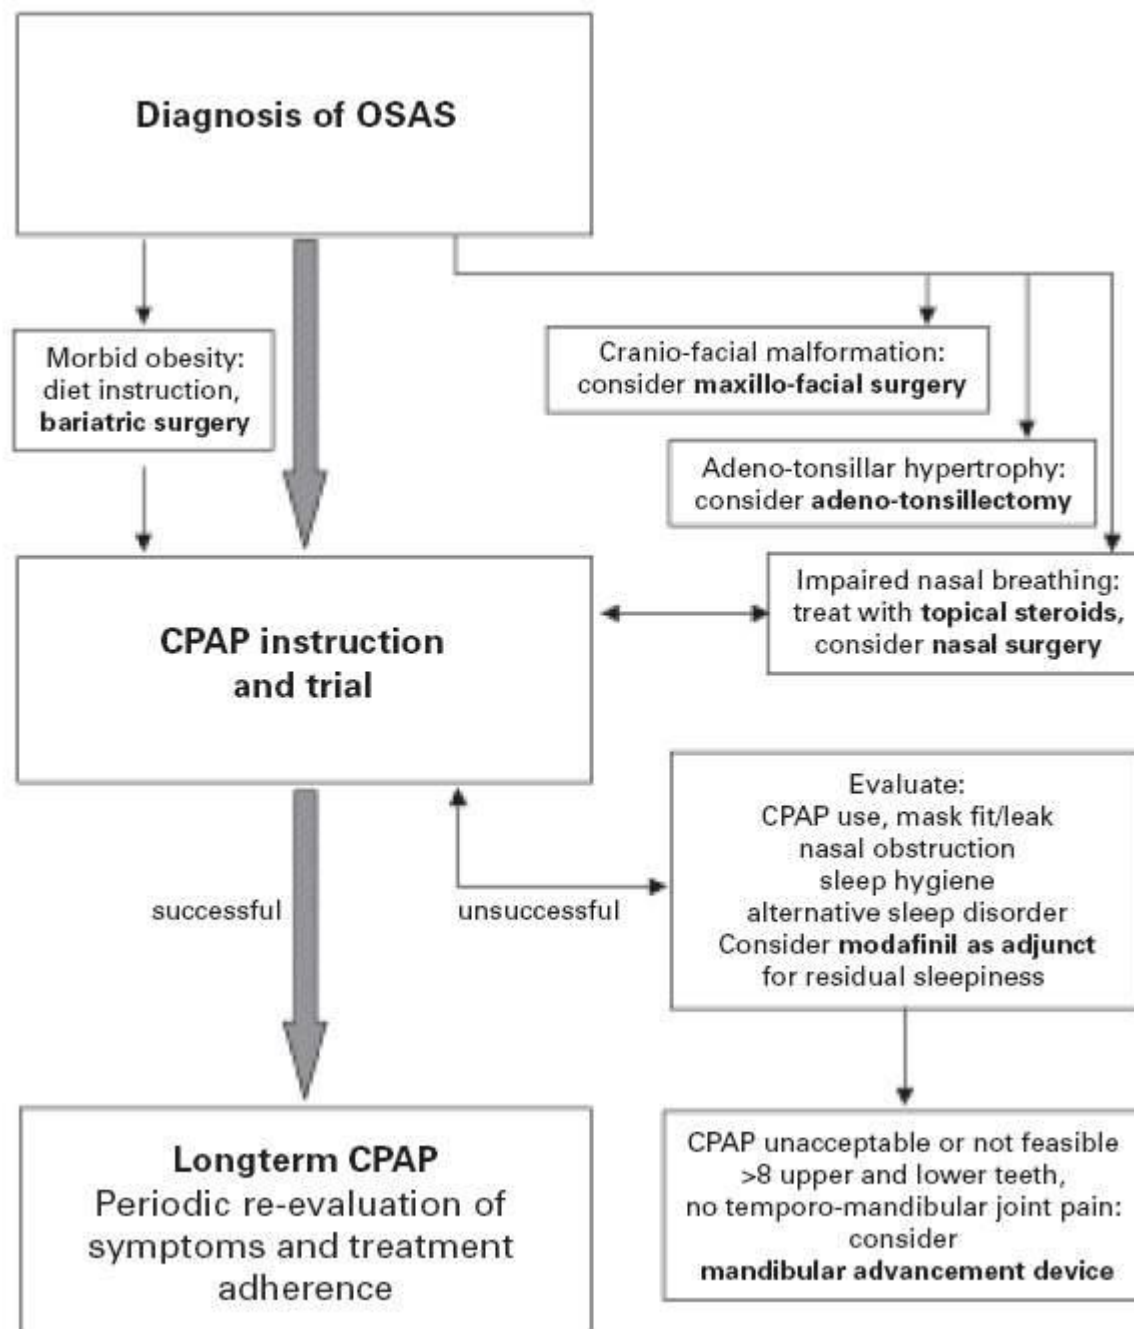 Diagnosis of OSAS
Morbid obesity:
diet instruction,
bariatric surgery
Cranio-facial malformation:
consider maxillo-facial surgery
Adeno-tonsillar hypertrophy:
consider adeno-tonsillectomy
Impaired nasal breathing:
treat with topical steroids,
consider nasal surgery
CPAP instruction
and trial
Evaluate:
CPAP use, mask fit/leak
nasal obstruction
sleep hygiene
alternative sleep disorder
Consider modafinil as adjunct
for residual sleepiness
successful
unsuccessful
Longterm CPAP
Periodic re-evaluation of
symptoms and treatment
adherence
CPAP unacceptable or not feasible
>8 upper and lower teeth,
no temporo-mandibular joint pain:
consider
mandibular advancement device